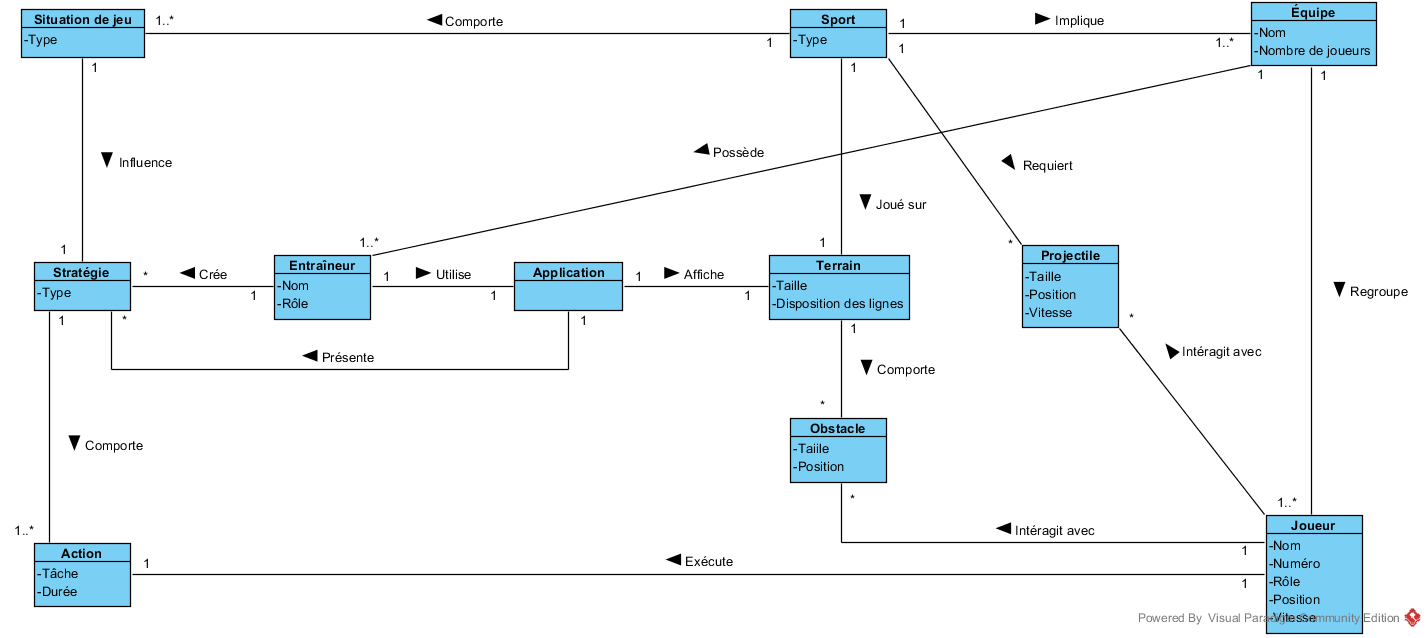 Situation de jeu
-Type
1..*
Comporte
1
Sport
-Type
1
1
Implique
1..*
Équipe
-Nom
-Nombre de joueurs
1
1
1
1
Influence
Possède
Requiert
Joué sur
1
1..*
1
*
Stratégie
-Type
*
Crée
1
Entraîneur
-Nom
-Rôle
1
Utilise
1
Application
1
Affiche
1
Terrain
-Taille
-Disposition des lignes
Projectile
-Taille
-Position
-Vitesse
Regroupe
1
*
1
1
*
Présente
Intéragit avec
Comporte
*
Obstacle
-Taiille
-Position
Comporte
*
1..*
1..*
Intéragit avec
1
Action
-Tâche
-Durée
1
Exécute
1
Joueur
-Nom
-Numéro
-Rôle
-Position
-Vitesse
Powered By Visual Paradigm Community Edition